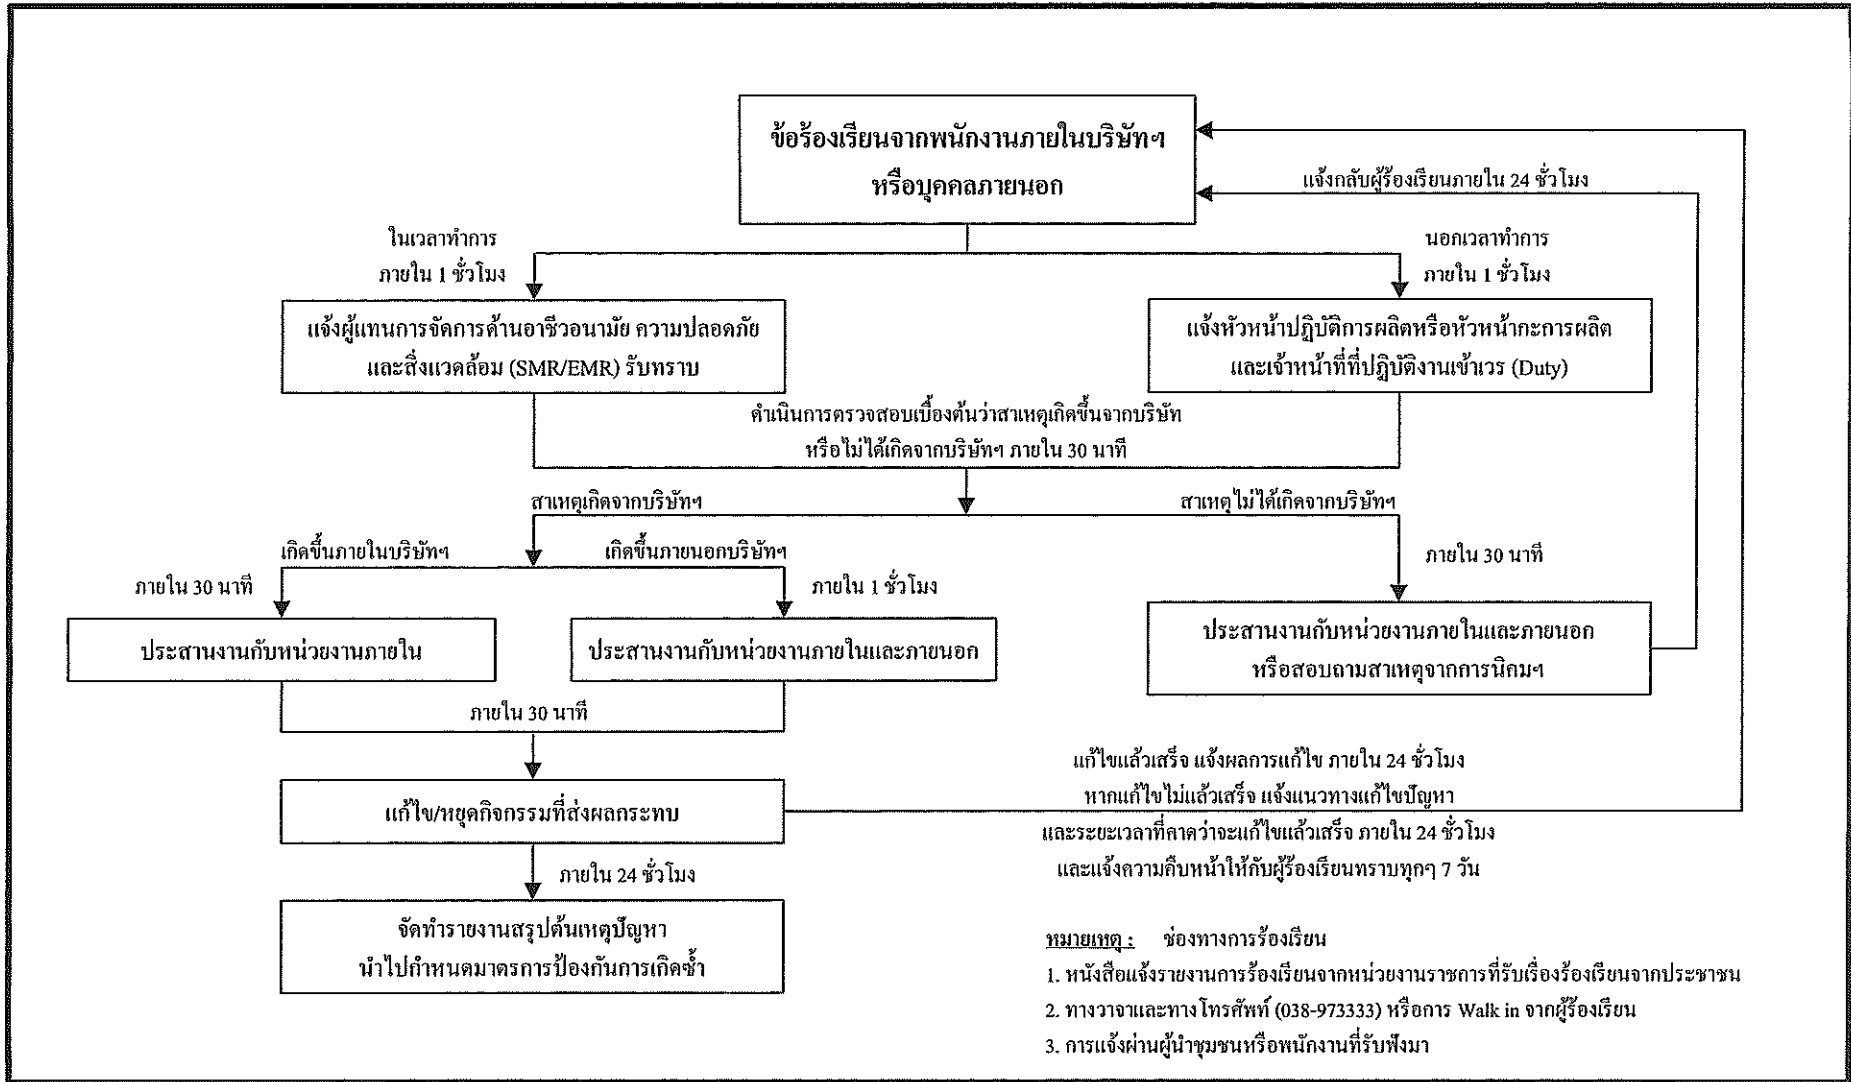 ข้อร้องเรียนจากพนักงานภายในบริษัทฯ
หรือบุคคลภายนอก
แจ้งกลับผู้ร้องเรียนภายใน 24 ชั่วโมง
ในเวลาทำการ
ภายใน 1 ชั่วโมง
นอกเวลาทำการ
ภายใน 1 ชั่วโมง
แจ้งผู้แทนการจัดการด้านอาชีวอนามัย ความปลอดภัย
และสิ่งแวดล้อม (SMR/EMR) รับทราบ
แจ้งหัวหน้าปฏิบัติการผลิตหรือหัวหน้ากะการผลิต
และเจ้าหน้าที่ที่ปฏิบัติงานเข้าเวร (Duty)
ดำเนินการตรวจสอบเบื้องต้นว่าสาเหตุเกิดขึ้นจากบริษัท
หรือไม่ได้เกิดจากบริษัทฯ ภายใน 30 นาที
สาเหตุเกิดจากบริษัทฯ
สาเหตุไม่ได้เกิดจากบริษัทฯ
เกิดขึ้นภายในบริษัทฯ
เกิดขึ้นภายนอกบริษัทฯ
ภายใน 30 นาที
ภายใน 30 นาที
ภายใน 1 ชั่วโมง
ประสานงานกับหน่วยงานภายใน
ประสานงานกับหน่วยงานภายในและภายนอก
ประสานงานกับหน่วยงานภายในและภายนอก
หรือสอบถามสาเหตุจากการนิคมฯ
ภายใน 30 นาที
แก้ไข/หยุดกิจกรรมที่ส่งผลกระทบ
แก้ไขแล้วเสร็จ แจ้งผลการแก้ไข ภายใน 24 ชั่วโมง
หากแก้ไขไม่แล้วเสร็จ แจ้งแนวทางแก้ไขปัญหา
และระยะเวลาที่คาดว่าจะแก้ไขแล้วเสร็จ ภายใน 24 ชั่วโมง
และแจ้งความคืบหน้าให้กับผู้ร้องเรียนทราบทุกๆ 7 วัน
ภายใน 24 ชั่วโมง
จัดทำรายงานสรุปต้นเหตุปัญหา
นำไปกำหนดมาตรการป้องกันการเกิดซ้ำ
หมายเหตุ : ช่องทางการร้องเรียน
1. หนังสือแจ้งรายงานการร้องเรียนจากหน่วยงานราชการที่รับเรื่องร้องเรียนจากประชาชน
2. ทางวาจาและทางโทรศัพท์ (038-973333) หรือการ Walk in จากผู้ร้องเรียน
3. การแจ้งผ่านผู้นำชุมชนหรือพนักงานที่รับฟังมา